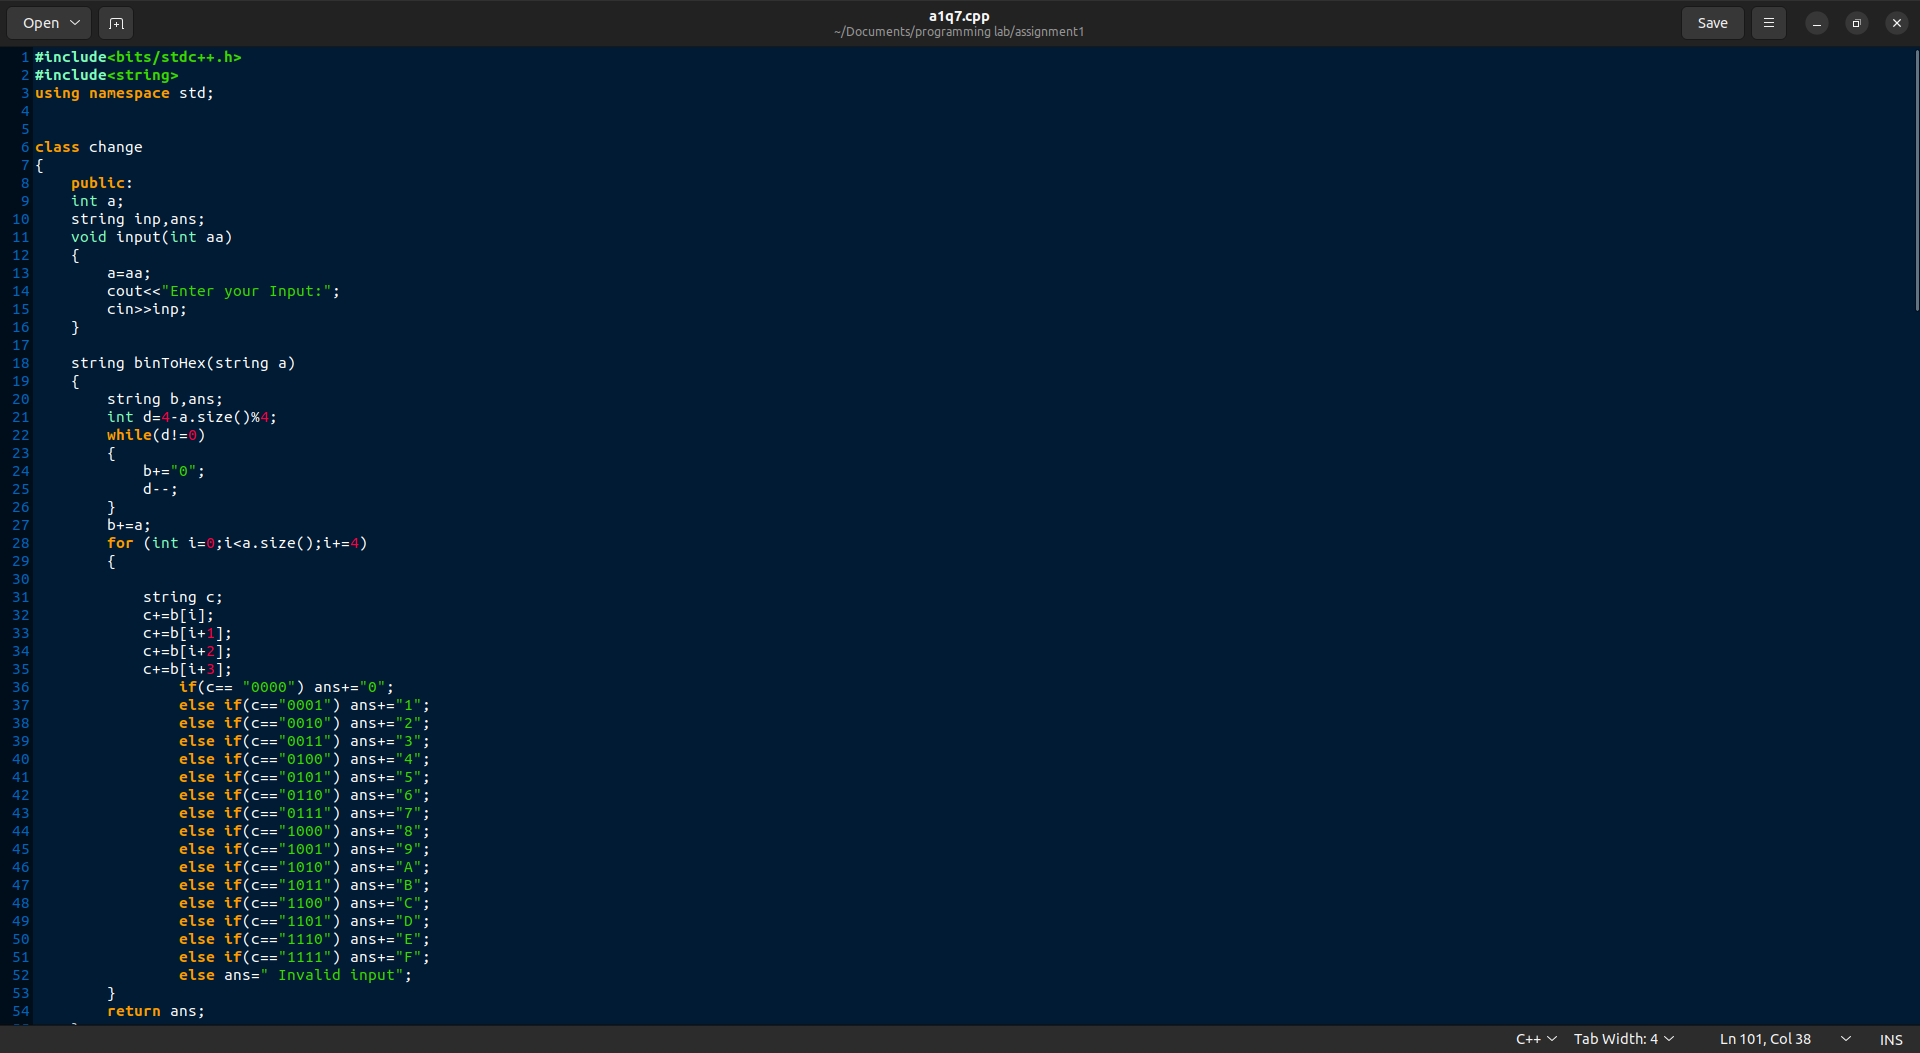 Open
a1q7.cpp
~/Documents/programming lab/assignment1
Save
1 #include<bits/stdc++.h>
2 #include<string>
3 using namespace std;
4
5
6 class change
7 {
8     public:
9     int a;
10     string inp,ans;
11     void input(int aa)
12     {
13         a=aa;
14         cout<<"Enter your Input:";
15         cin>>inp;
16     }
17
18     string binToHex(string a)
19     {
20         string b,ans;
21         int d=4-a.size()%4;
22         while(d!=0)
23         {
24             b+="0";
25             d--;
26         }
27         b+=a;
28         for (int i=0;i<a.size();i+=4)
29         {
30
31             string c;
32             c+=b[i];
33             c+=b[i+1];
34             c+=b[i+2];
35             c+=b[i+3];
36                 if(c== "0000") ans+="0";
37                 else if(c=="0001") ans+="1";
38                 else if(c=="0010") ans+="2";
39                 else if(c=="0011") ans+="3";
40                 else if(c=="0100") ans+="4";
41                 else if(c=="0101") ans+="5";
42                 else if(c=="0110") ans+="6";
43                 else if(c=="0111") ans+="7";
44                 else if(c=="1000") ans+="8";
45                 else if(c=="1001") ans+="9";
46                 else if(c=="1010") ans+="A";
47                 else if(c=="1011") ans+="B";
48                 else if(c=="1100") ans+="C";
49                 else if(c=="1101") ans+="D";
50                 else if(c=="1110") ans+="E";
51                 else if(c=="1111") ans+="F";
52                 else ans=" Invalid input";
53         }
54         return ans;
C++
Tab Width: 4
Ln 101, Col 38
INS